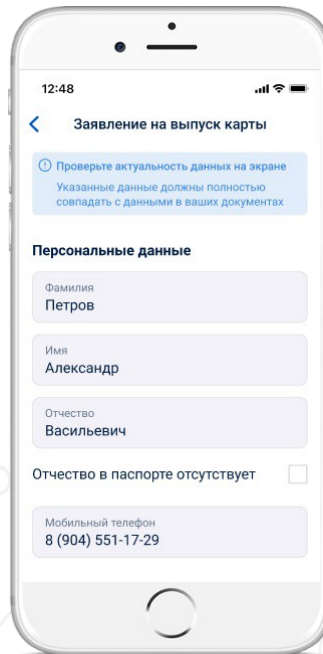 12:48
Заявление на выпуск карты
Проверьте актуальность данных на экране
Указанные данные должны полностью
совпадать с данными в ваших документах
Персональные данные
Фамилия
Петров
Имя
Александр
Отчество
Васильевич
Отчество в паспорте отсутствует
Мобильный телефон
8 (904) 551-17-29